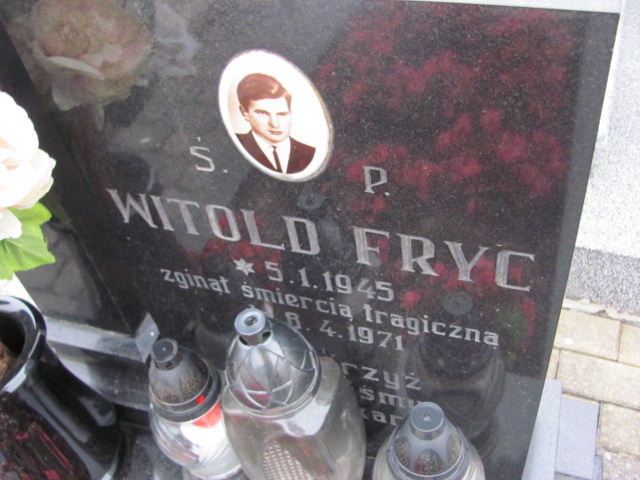 Ś. P.
WITOLD FRYC
* 5.1.1945
zginął śmiercią tragiczną
8.4.1971